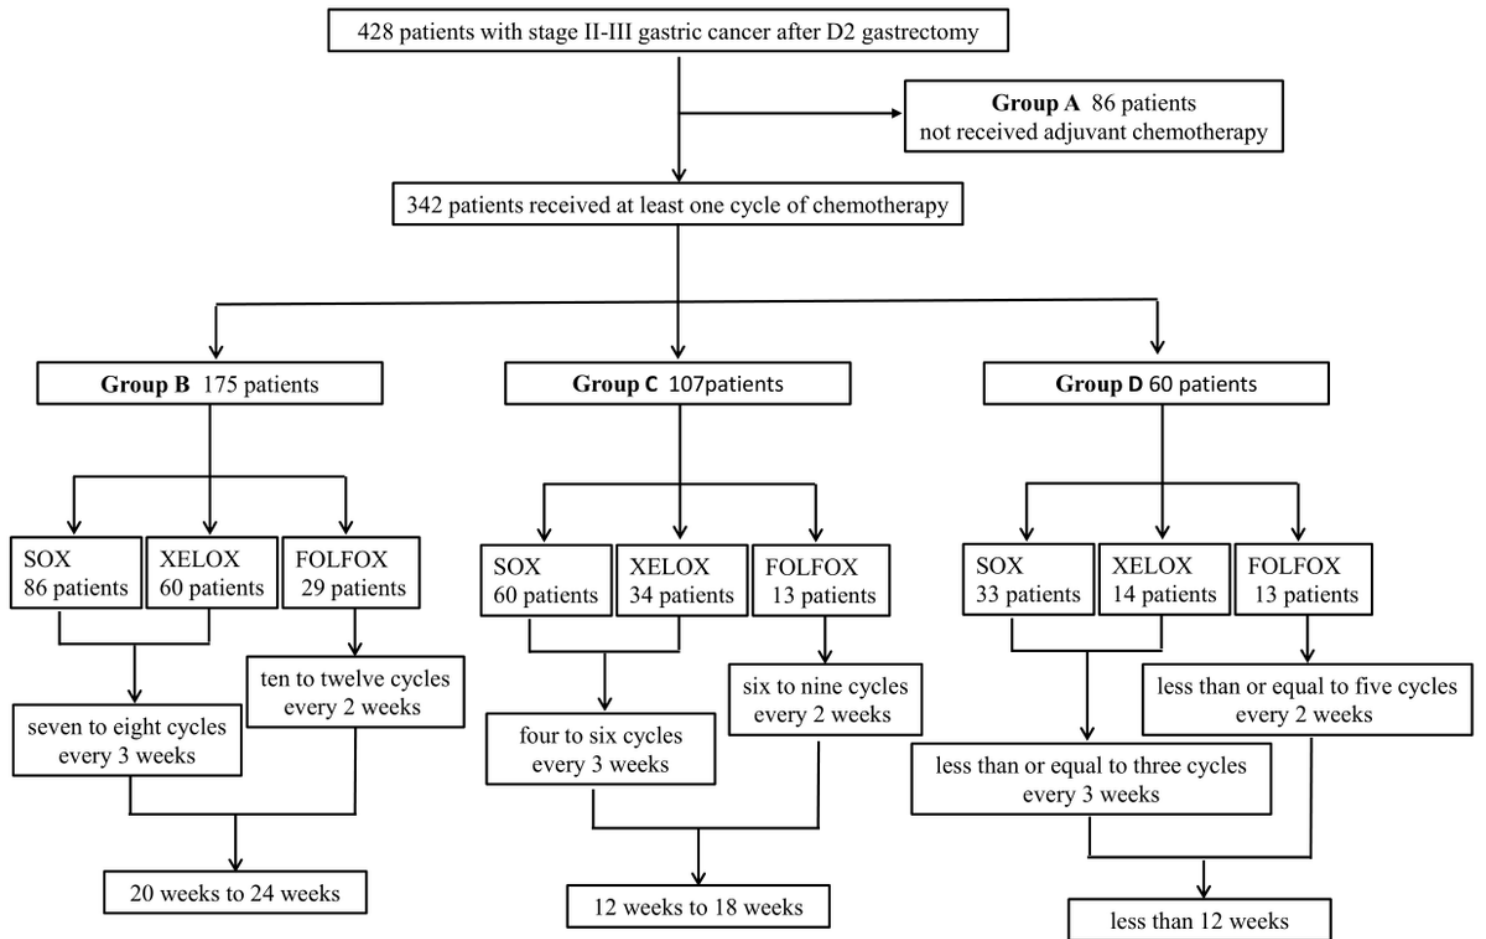 428 patients with stage II-III gastric cancer after D2 gastrectomy
Group A 86 patients
not received adjuvant chemotherapy
342 patients received at least one cycle of chemotherapy
Group B 175 patients
Group C 107patients
Group D 60 patients
SOX
86 patients
XELOX
60 patients
FOLFOX
29 patients
SOX
60 patients
XELOX
34 patients
FOLFOX
13 patients
SOX
33 patients
XELOX
14 patients
FOLFOX
13 patients
seven to eight cycles
every 3 weeks
ten to twelve cycles
every 2 weeks
four to six cycles
every 3 weeks
six to nine cycles
every 2 weeks
less than or equal to three cycles
every 3 weeks
less than or equal to five cycles
every 2 weeks
20 weeks to 24 weeks
12 weeks to 18 weeks
less than 12 weeks